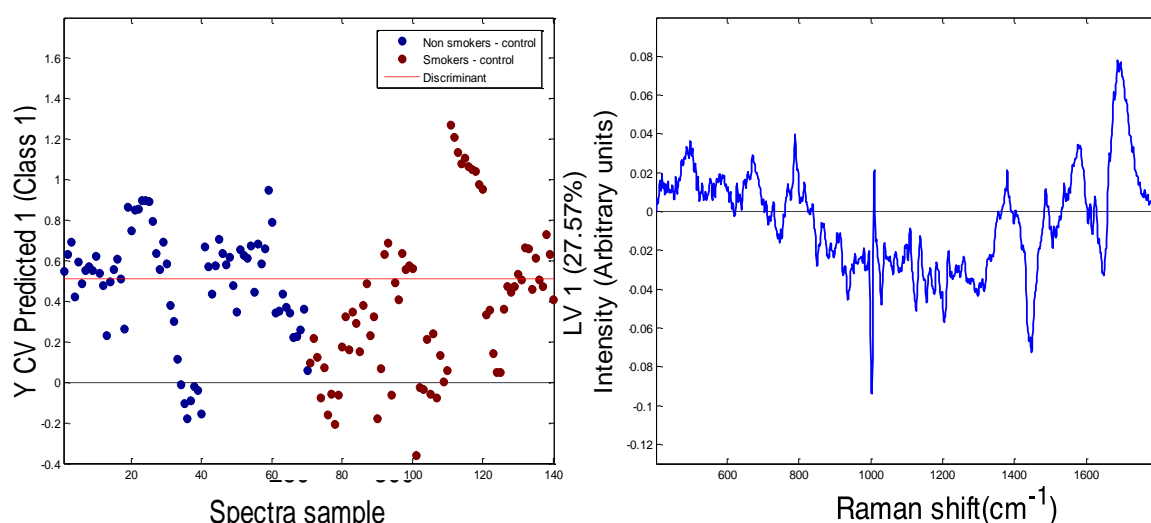 Y CV Predicted 1 (Class 1)
1.6
1.4
1.2
1
0.8
0.6
0.4
0.2
0
-0.2
-0.4
Non smokers - control
Smokers - control
Discriminant
20 40 60 80 100 120 140
Spectra sample
LV 1 (27.57%)
Intensity (Arbitrary units)
0.08
0.06
0.04
0.02
0
0.02
0.04
0.06
0.08
-0.1
-0.12
600 800 1000 1200 1400 1600
Raman shift(cm-1)